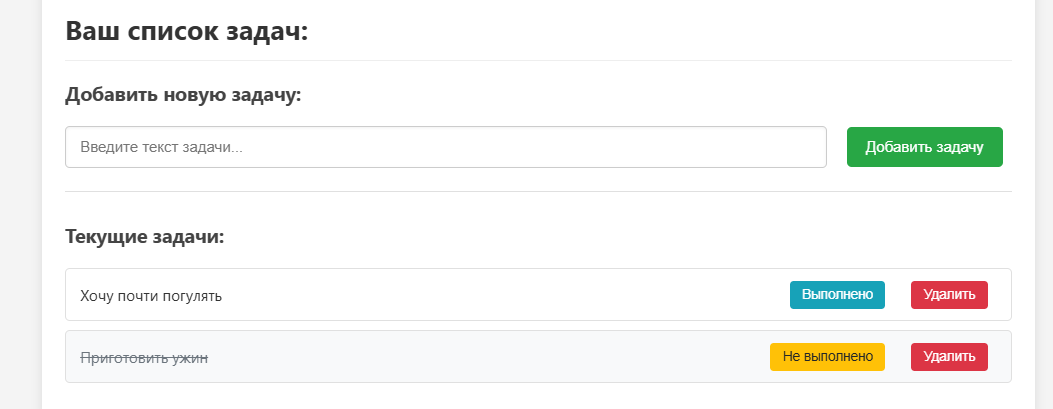 Ваш список задач:
Добавить новую задачу:
Введите текст задачи...
Добавить задачу
Текущие задачи:
Хочу почти погулять
Выполнено
Удалить
Приготовить ужин
Не выполнено
Удалить